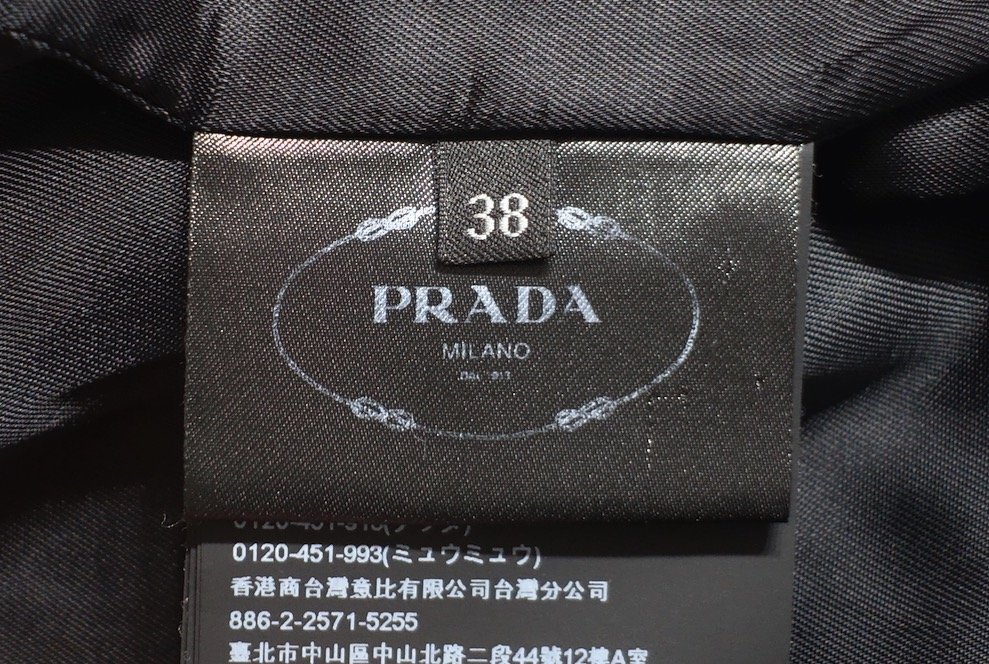 38
PRADA
MILANO
0120-451-993(ミュウミュウ)
香港商台灣意比有限公司台灣分公司
886-2-2571-5255
臺北市中山區中山北路二段44號12樓A室